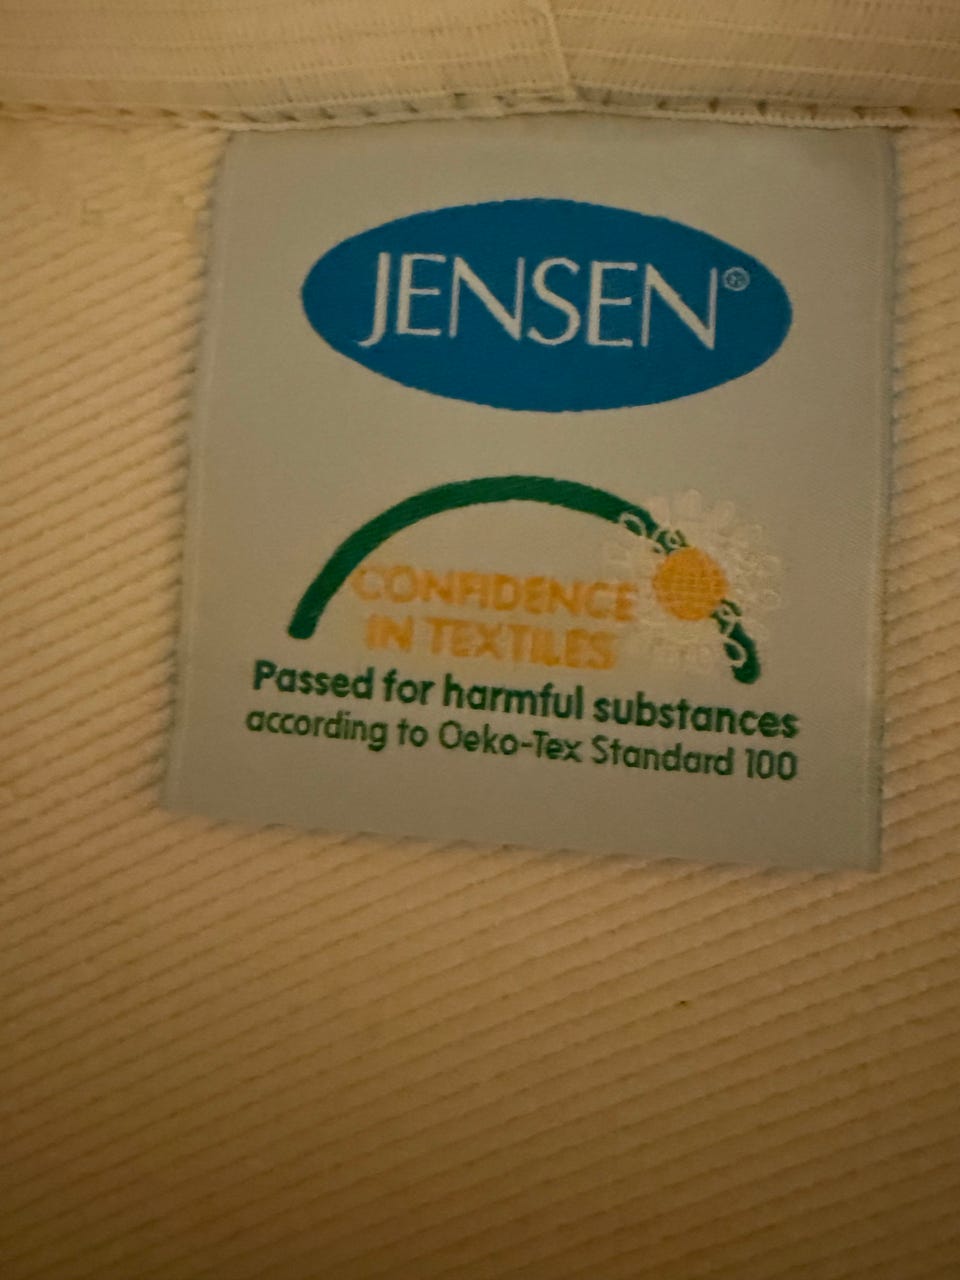 JENSEN®
CONFIDENCE
IN TEXTILES
Passed for harmful substances
according to Oeko-Tex Standard 100